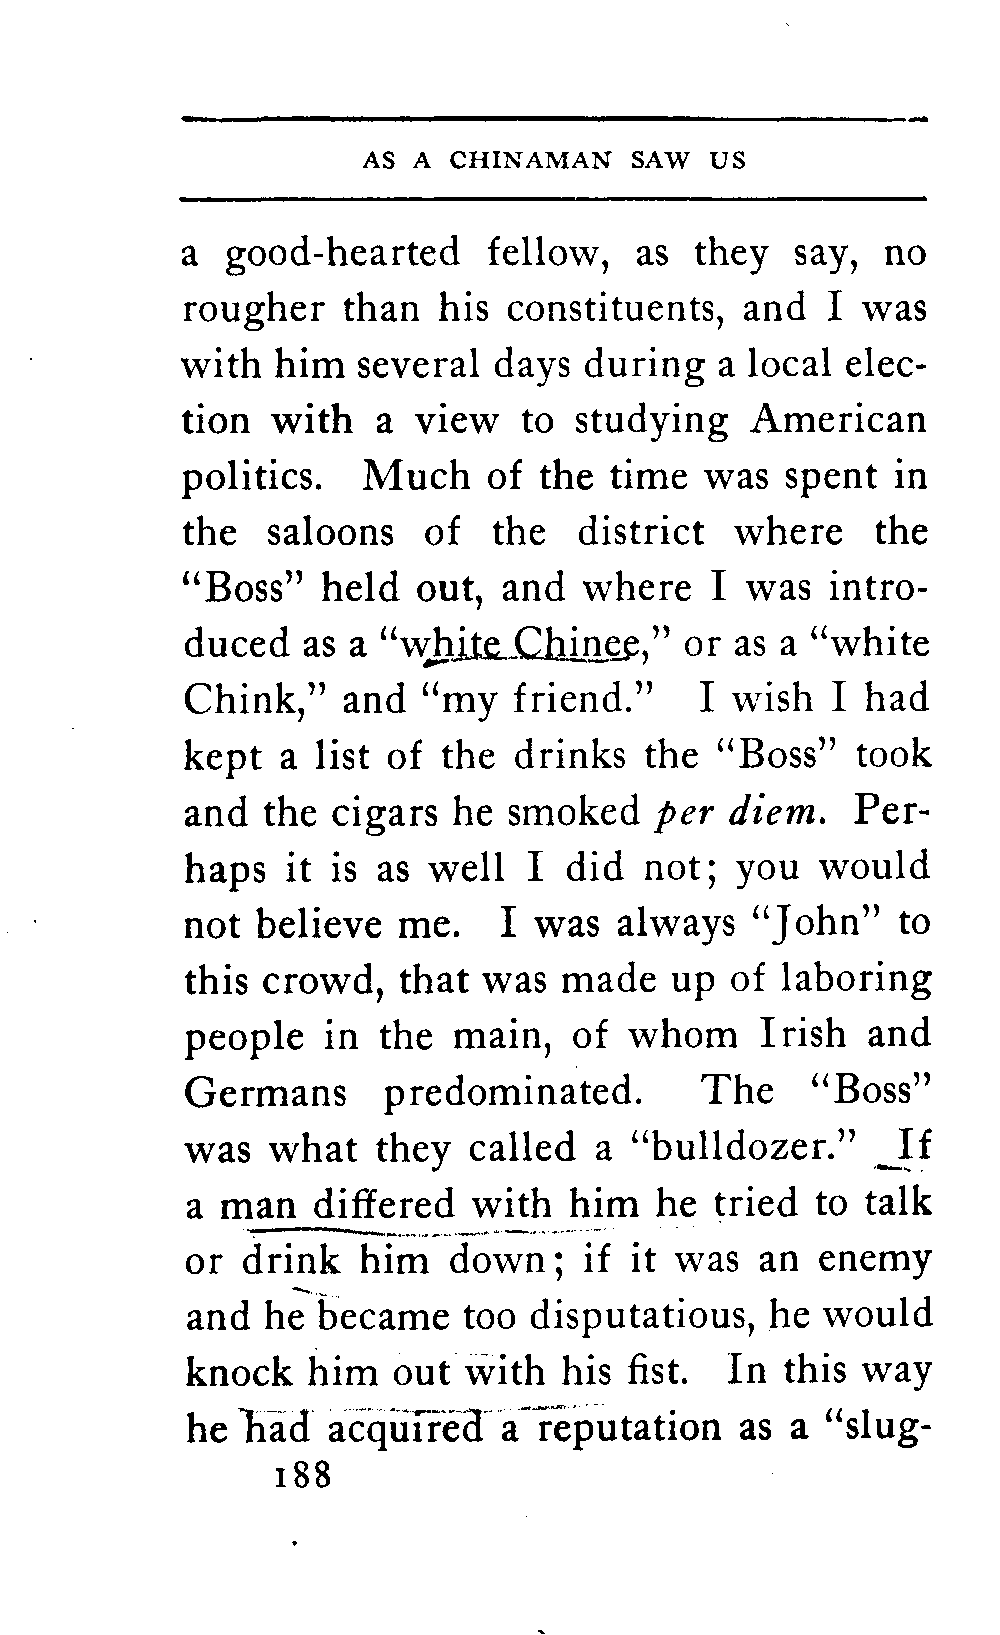 AS A CHINAMAN SAW US
a good-hearted fellow, as they say, no
rougher than his constituents, and I was
with him several days during a local elec-
tion with a view to studying American
politics. Much of the time was spent in
the saloons of the district where the
“Boss” held out, and where I was intro-
duced as a “white Chinee,” or as a “white
Chink,” and “my friend.” I wish I had
kept a list of the drinks the “Boss” took
and the cigars he smoked per diem. Per-
haps it is as well I did not; you would
not believe me. I was always “John” to
this crowd, that was made up of laboring
people in the main, of whom Irish and
Germans predominated. The “Boss”
was what they called a “bulldozer.” If
a man differed with him he tried to talk
or drink him down; if it was an enemy
and he became too disputatious, he would
knock him out with his fist. In this way
he had acquired a reputation as a “slug-
188